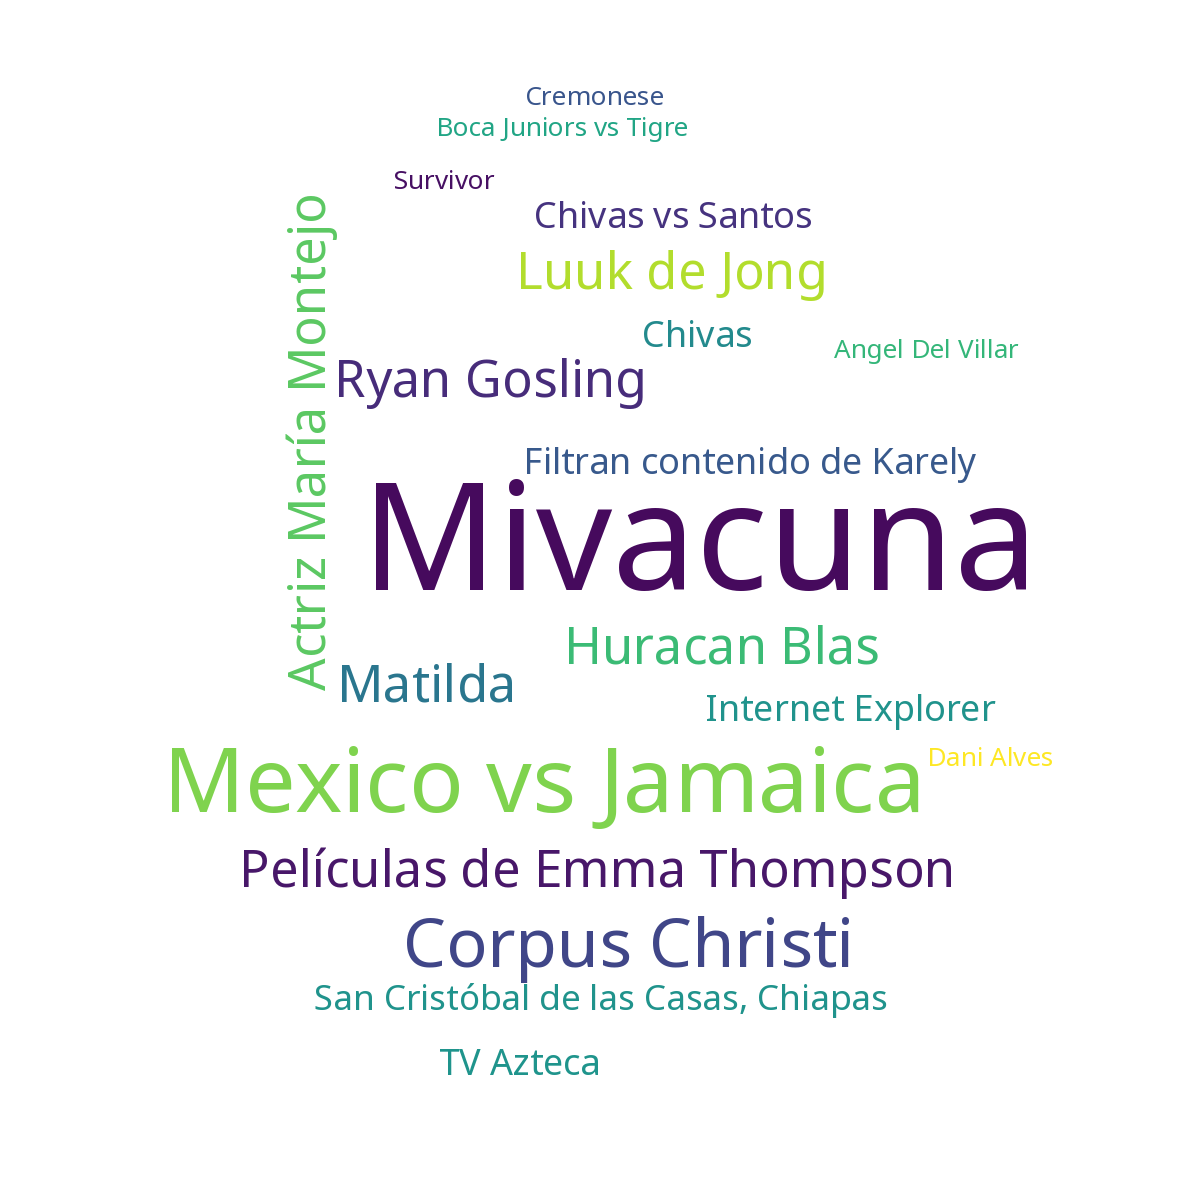 Cremonese
Boca Juniors vs Tigre
Survivor
Chivas vs Santos
Actriz María Montejo
Luuk de Jong
Chivas
Angel Del Villar
Ryan Gosling
Filtran contenido de Karely
Mivacuna
Huracan Blas
Matilda
Internet Explorer
Mexico vs Jamaica
Dani Alves
Películas de Emma Thompson
Corpus Christi
San Cristóbal de las Casas, Chiapas
TV Azteca